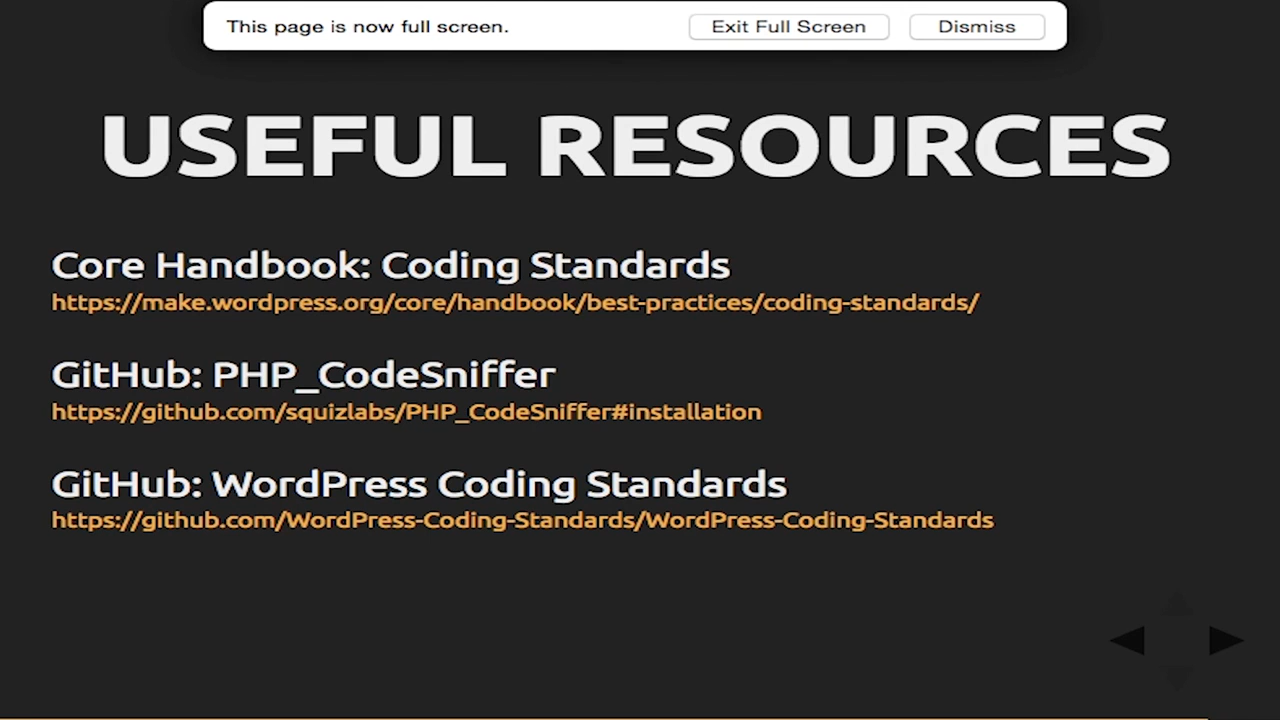 This page is now full screen.
Exit Full Screen
Dismiss
USEFUL RESOURCES
Core Handbook: Coding Standards
https://make.wordpress.org/core/handbook/best-practices/coding-standards/
GitHub: PHP_CodeSniffer
https://github.com/squizlabs/PHP_CodeSniffer#installation
GitHub: WordPress Coding Standards
https://github.com/WordPress-Coding-Standards/WordPress-Coding-Standards